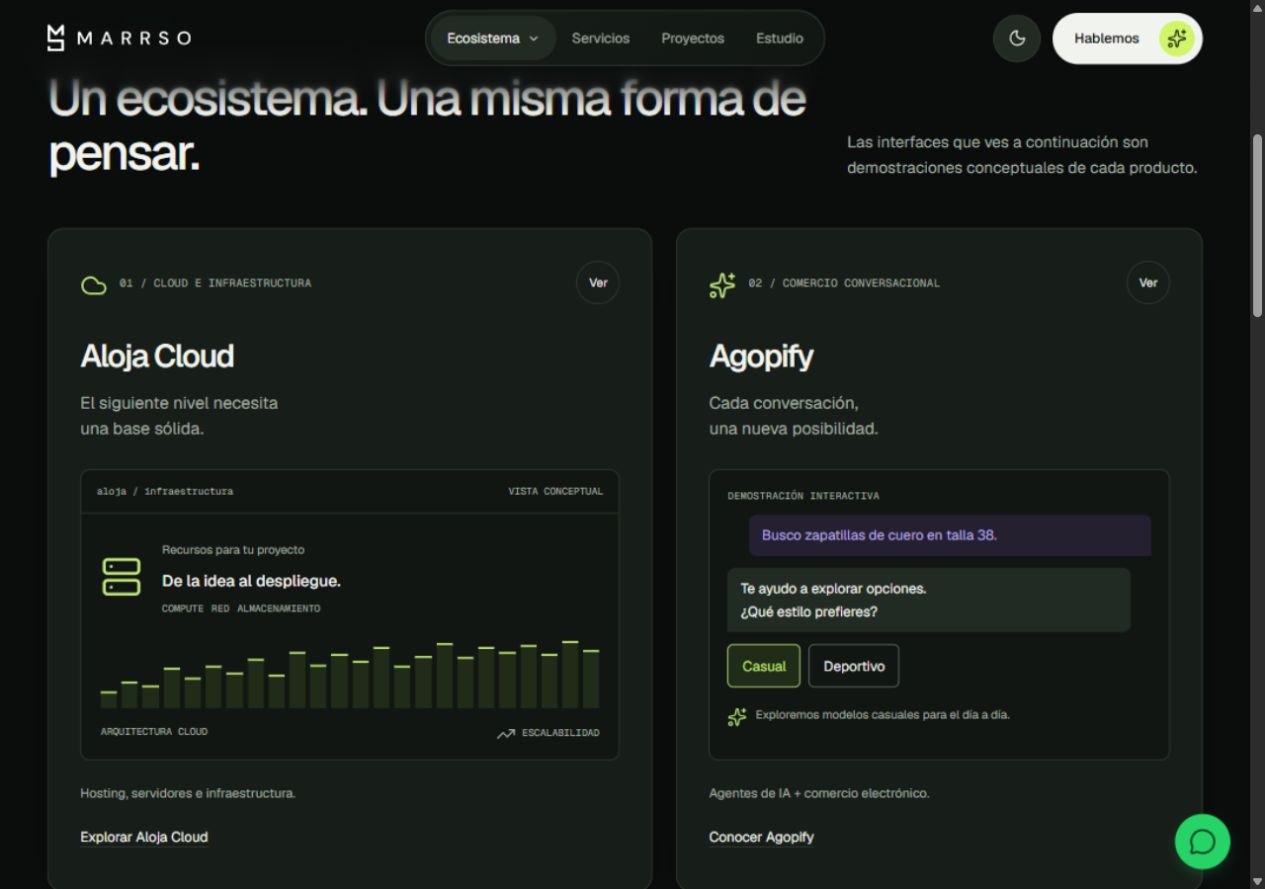 MARRSO
Ecosistema
Servicios
Proyectos
Estudio
Hablemos
Un ecosistema. Una misma forma de
pensar.
Las interfaces que ves a continuación son
demostraciones conceptuales de cada producto.
01 / CLOUD E INFRAESTRUCTURA
Ver
Aloja Cloud
El siguiente nivel necesita
una base sólida.
aloja / infraestructura
VISTA CONCEPTUAL
Recursos para tu proyecto
De la idea al despliegue.
COMPUTE RED ALMACENAMIENTO
ARQUITECTURA CLOUD
ESCALABILIDAD
Hosting, servidores e infraestructura.
Explorar Aloja Cloud
02 / COMERCIO CONVERSACIONAL
Ver
Agopify
Cada conversación,
una nueva posibilidad.
DEMOSTRACIÓN INTERACTIVA
Busco zapatillas de cuero en talla 38.
Te ayudo a explorar opciones.
¿Qué estilo prefieres?
Casual
Deportivo
Exploremos modelos casuales para el día a día.
Agentes de IA + comercio electrónico.
Conocer Agopify